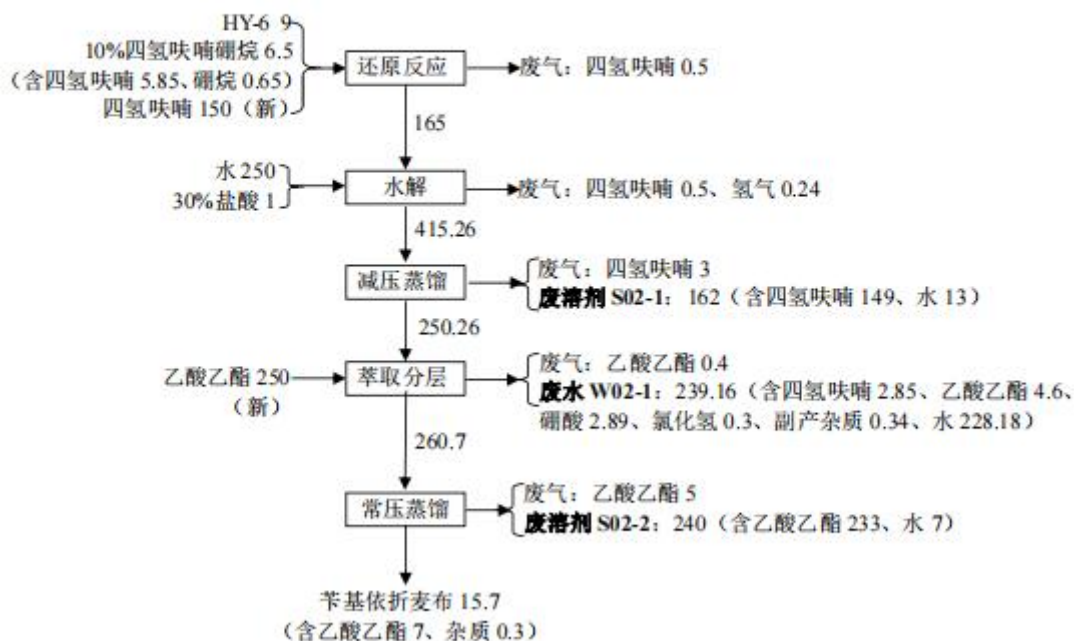 HY-6 9
10%四氢呋喃硼烷 6.5
（含四氢呋喃 5.85、硼烷 0.65）
四氢呋喃 150（新）
还原反应
废气：四氢呋喃 0.5
165
水 250
30%盐酸 1
水解
废气：四氢呋喃 0.5、氢气 0.24
415.26
减压蒸馏
废气：四氢呋喃 3
废溶剂 S02-1：162（含四氢呋喃 149、水 13）
250.26
乙酸乙酯 250
（新）
萃取分层
废气：乙酸乙酯 0.4
废水 W02-1：239.16（含四氢呋喃 2.85、乙酸乙酯 4.6、
硼酸 2.89、氯化氢 0.3、副产杂质 0.34、水 228.18）
260.7
常压蒸馏
废气：乙酸乙酯 5
废溶剂 S02-2：240（含乙酸乙酯 233、水 7）
苄基依折麦布 15.7
（含乙酸乙酯 7、杂质 0.3）